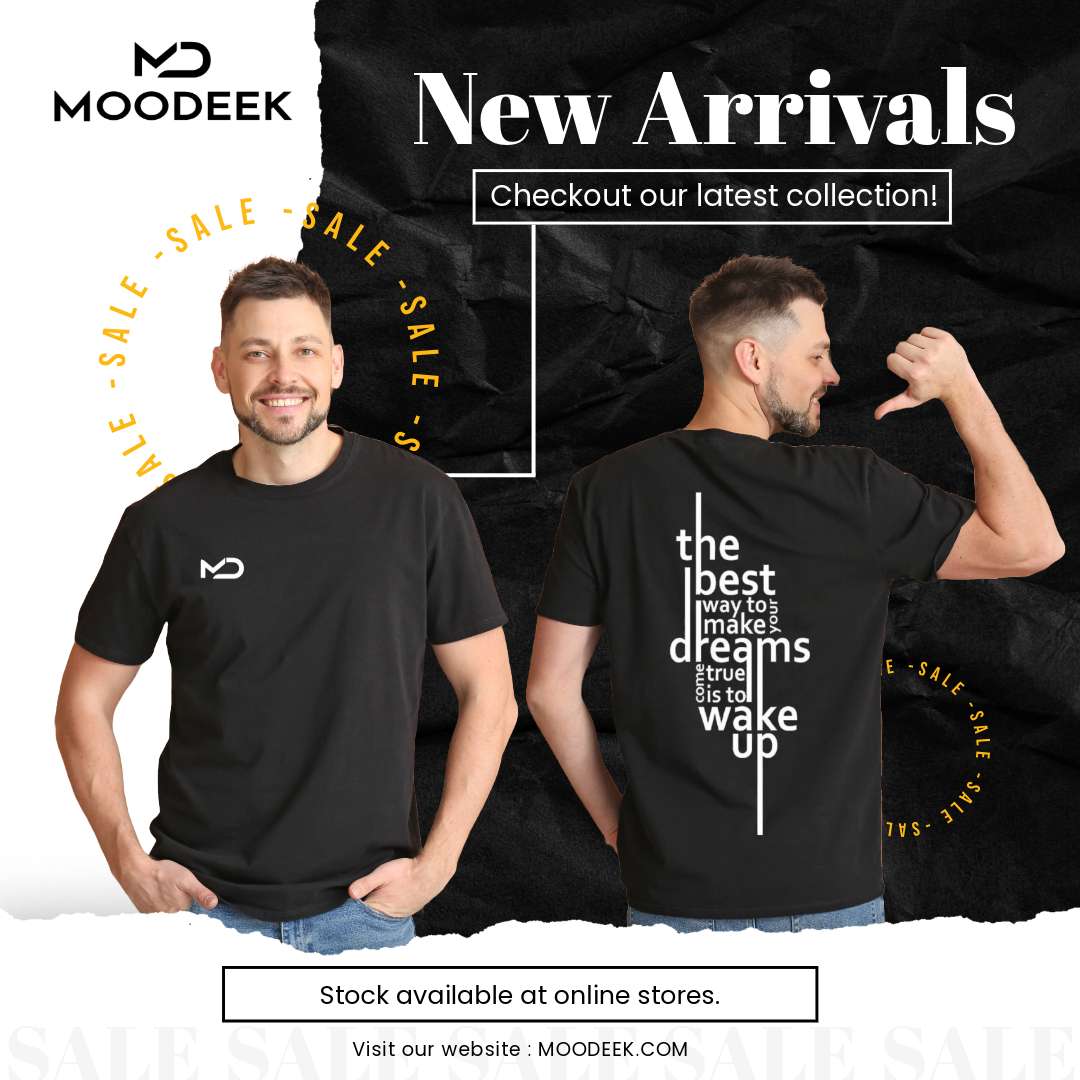 MD
MOODEEK
New Arrivals
Checkout our latest collection!
SALE -SALE -SALE -SALE -SALE -S
MD
the
best
way to
make your
dreams
come true
is to
wake
up
E -SALE -SALE -SALE -SAL
Stock available at online stores.
SALE SALE SALE SALE SALE
Visit our website : MOODEEK.COM